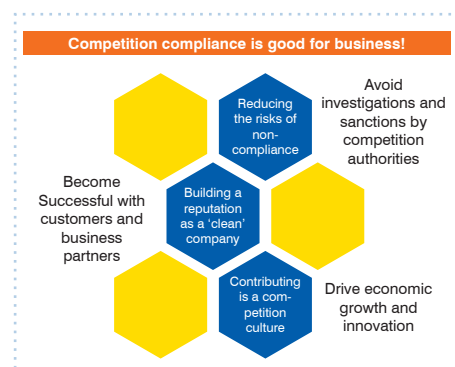 Competition compliance is good for business!
Reducing
the risks of
non-
compliance
Avoid
investigations and
sanctions by
competition
authorities
Become
Successful with
customers and
business
partners
Building a
reputation
as a ‘clean’
company
Contributing
is a com-
petition
culture
Drive economic
growth and
innovation